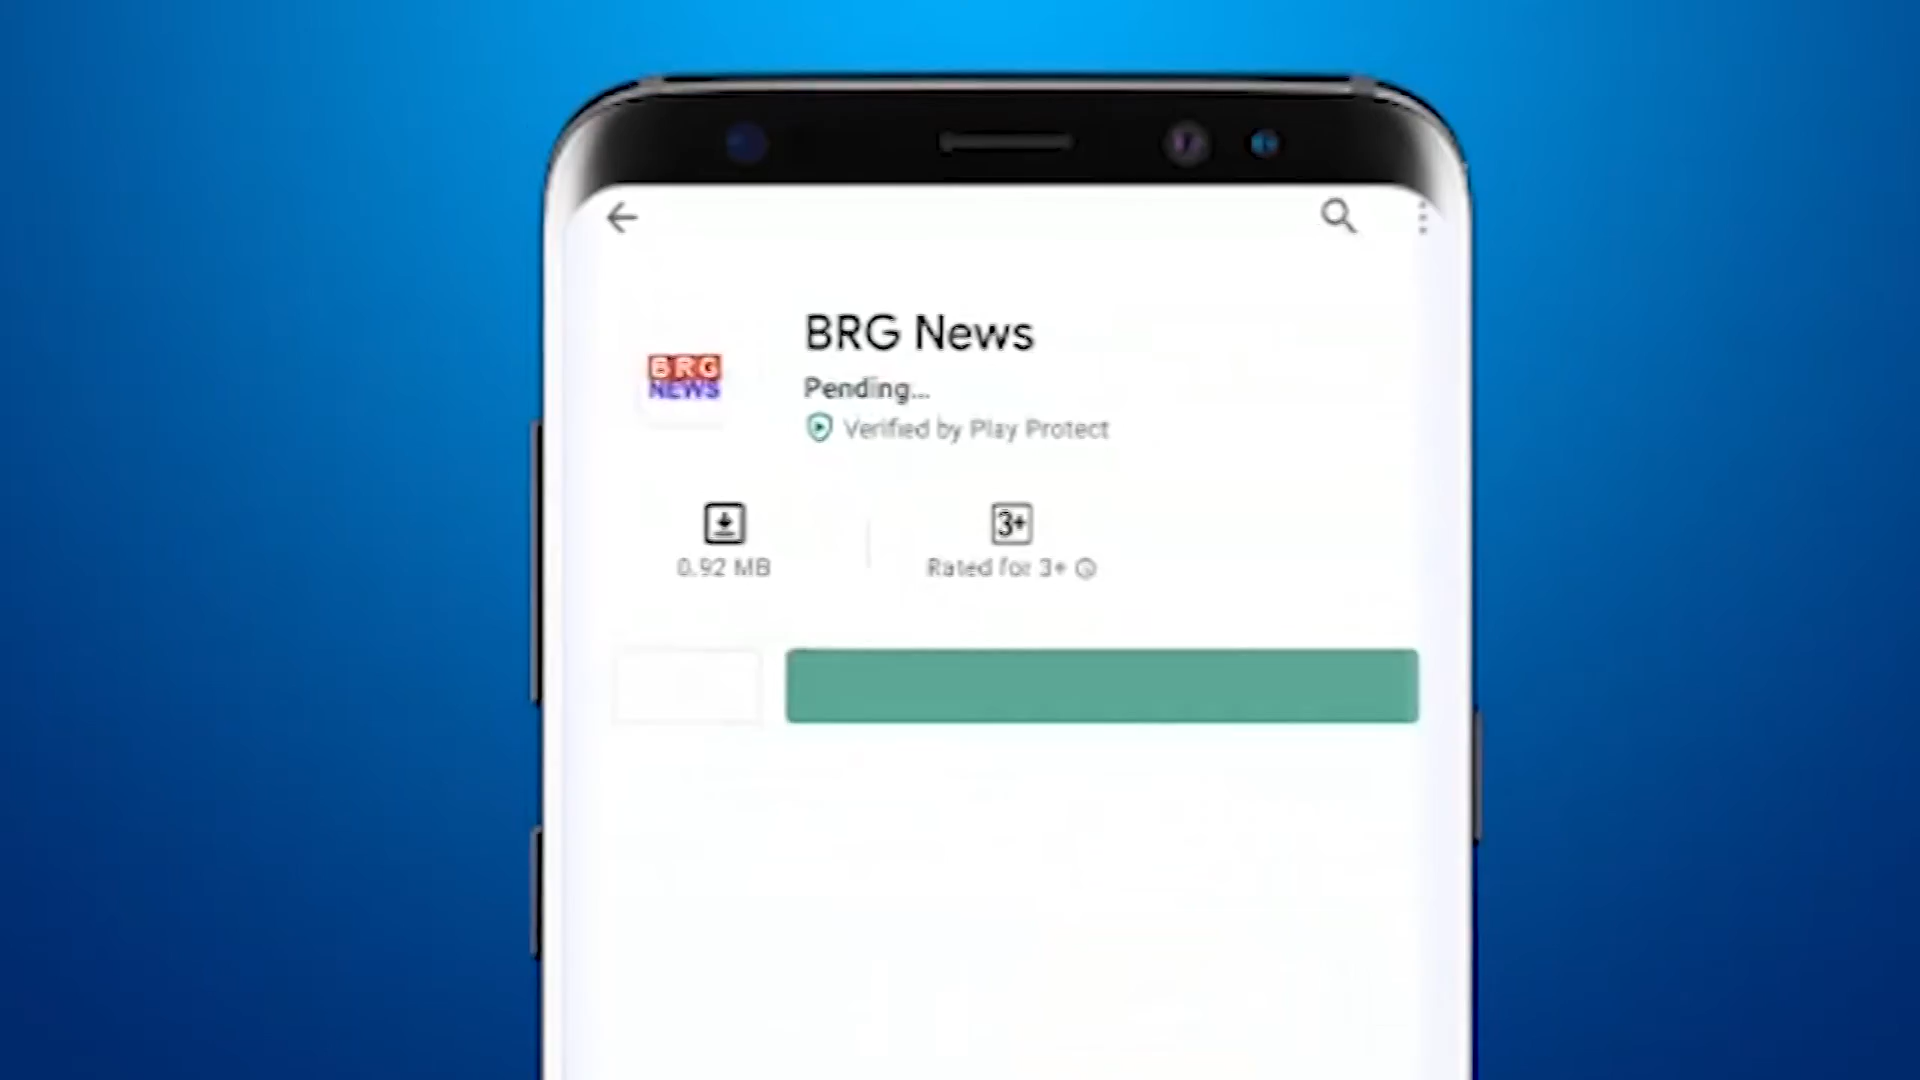 BRG News
BRG
NEWS
Pending...
Verified by Play Protect
3+
0.92 MB
Rated for 3+